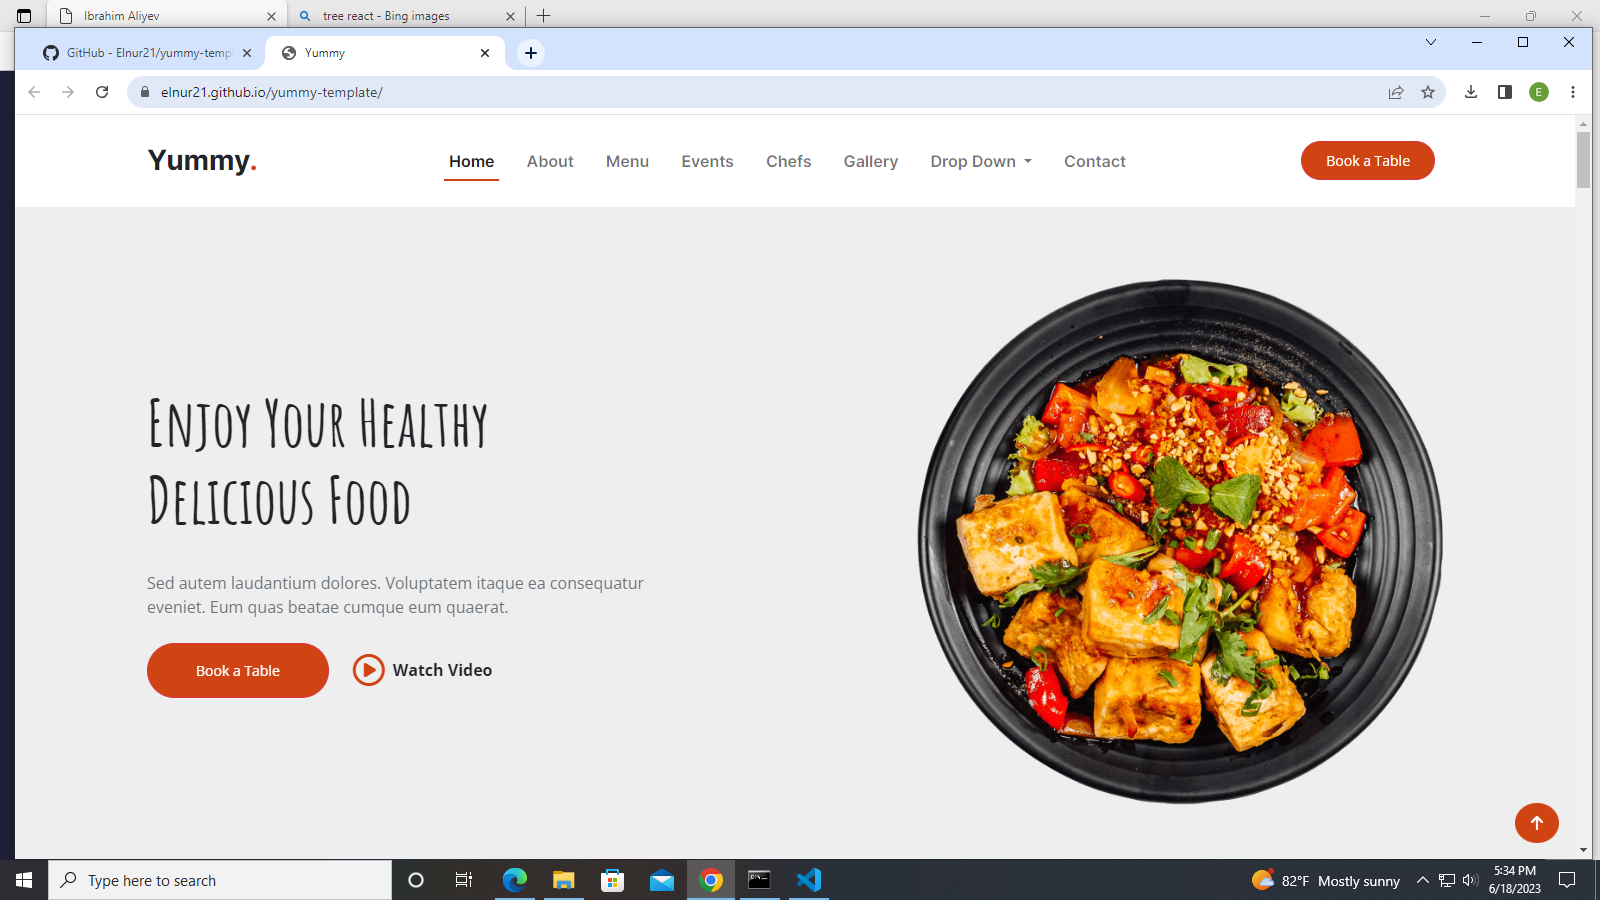 Ibrahim Aliyev
tree react - Bing images
GitHub - Elnur21/yummy-temp
Yummy
elnur21.github.io/yummy-template/
E
Yummy.
Home
About
Menu
Events
Chefs
Gallery
Drop Down
Contact
Book a Table
Enjoy Your Healthy
Delicious Food
Sed autem laudantium dolores. Voluptatem itaque ea consequatur
eveniet. Eum quas beatae cumque eum quaerat.
Book a Table
Watch Video
Type here to search
82°F Mostly sunny
5:34 PM
6/18/2023